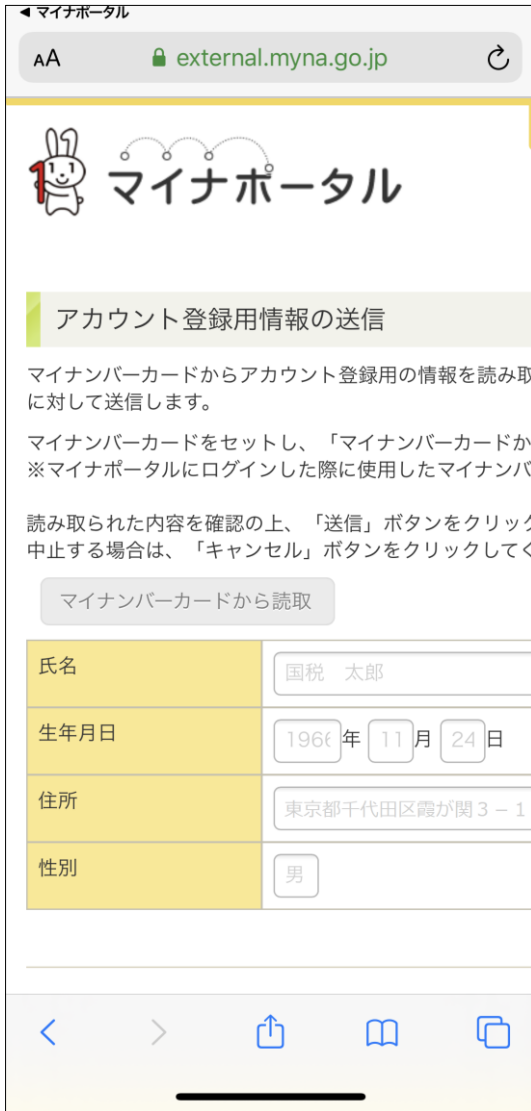 ◀ マイナポータル
AA external.myna.go.jp
1
マイナポータル
アカウント登録用情報の送信
マイナンバーカードからアカウント登録用の情報を読み取
に対して送信します。
マイナンバーカードをセットし、「マイナンバーカードか
※マイナポータルにログインした際に使用したマイナンバ
読み取られた内容を確認の上、「送信」ボタンをクリック
中止する場合は、「キャンセル」ボタンをクリックしてく
マイナンバーカードから読取
氏名 国税 太郎
生年月日 1966年 11月 24日
住所 東京都千代田区霞が関3-1
性別 男